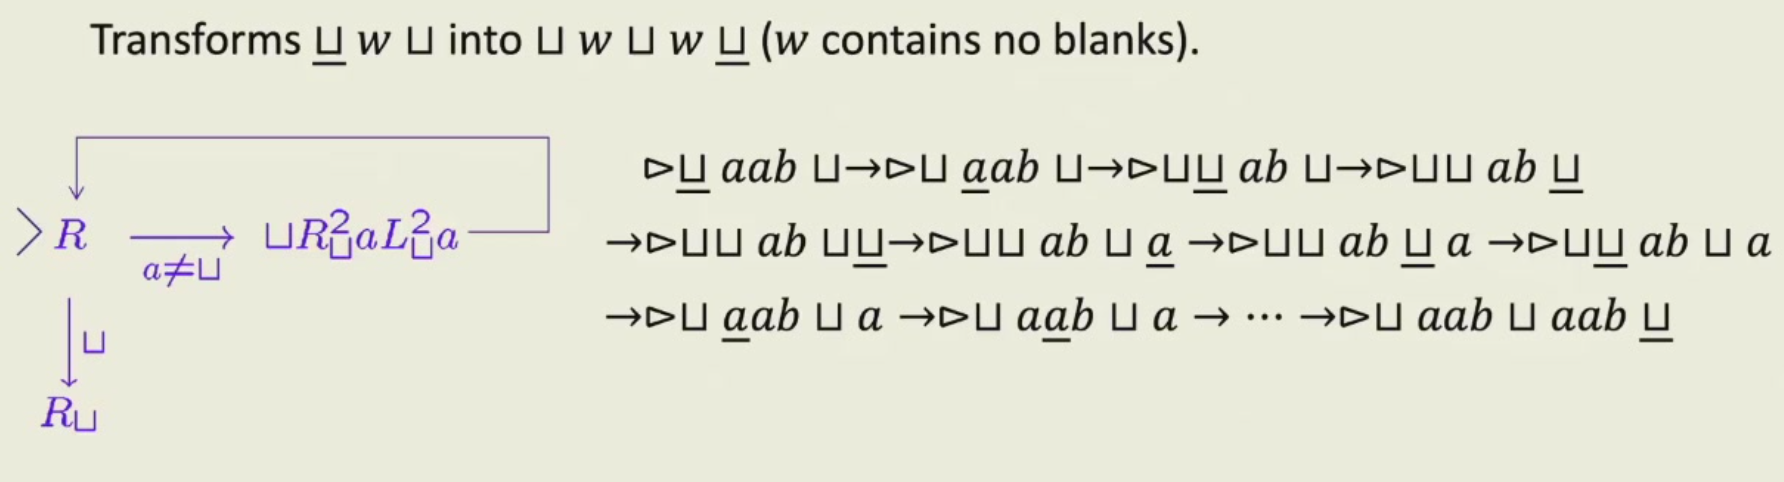 Transforms ⊔ w ⊔ into ⊔ w ⊔ w ⊔ (w contains no blanks).
> R → a≠⊔ ⊔R²⊔aL²⊔a
⊔
R⊔
▷⊔ aab ⊔→▷⊔ aab ⊔→▷⊔⊔ ab ⊔→▷⊔⊔ ab ⊔
→▷⊔⊔ ab ⊔⊔→▷⊔⊔ ab ⊔ a →▷⊔⊔ ab ⊔ a →▷⊔⊔ ab ⊔ a
→▷⊔ aab ⊔ a →▷⊔ aab ⊔ a → ⋯ →▷⊔ aab ⊔ aab ⊔